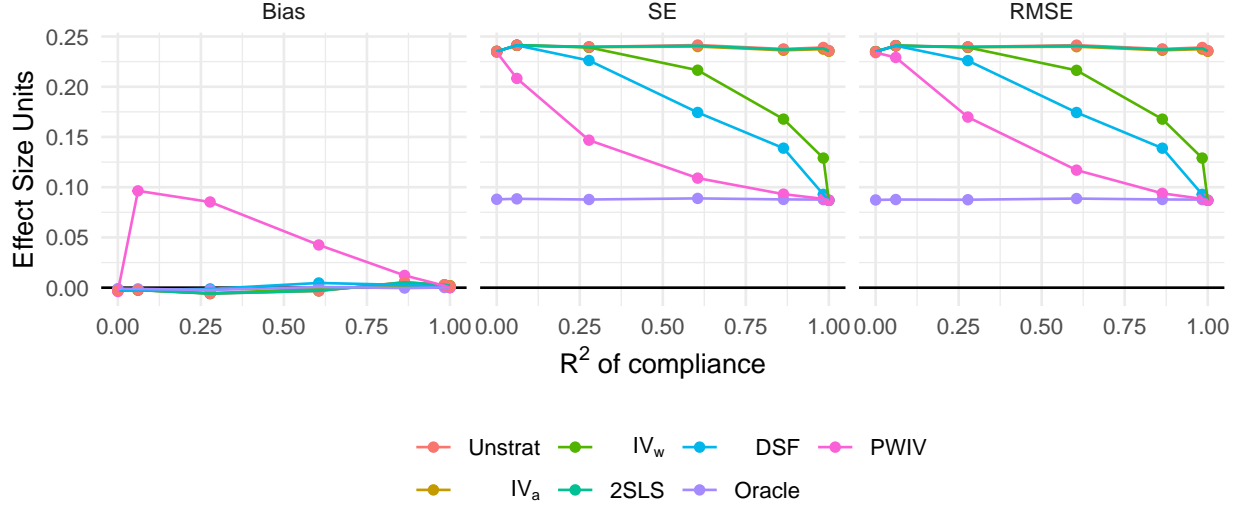 Bias SE RMSE
0.25
0.20
0.15
0.10
0.05
0.00
Effect Size Units
0.00 0.25 0.50 0.75 1.00 0.00 0.25 0.50 0.75 1.00 0.00 0.25 0.50 0.75 1.00
R² of compliance
Unstrat IVw DSF PWIV
IVa 2SLS Oracle